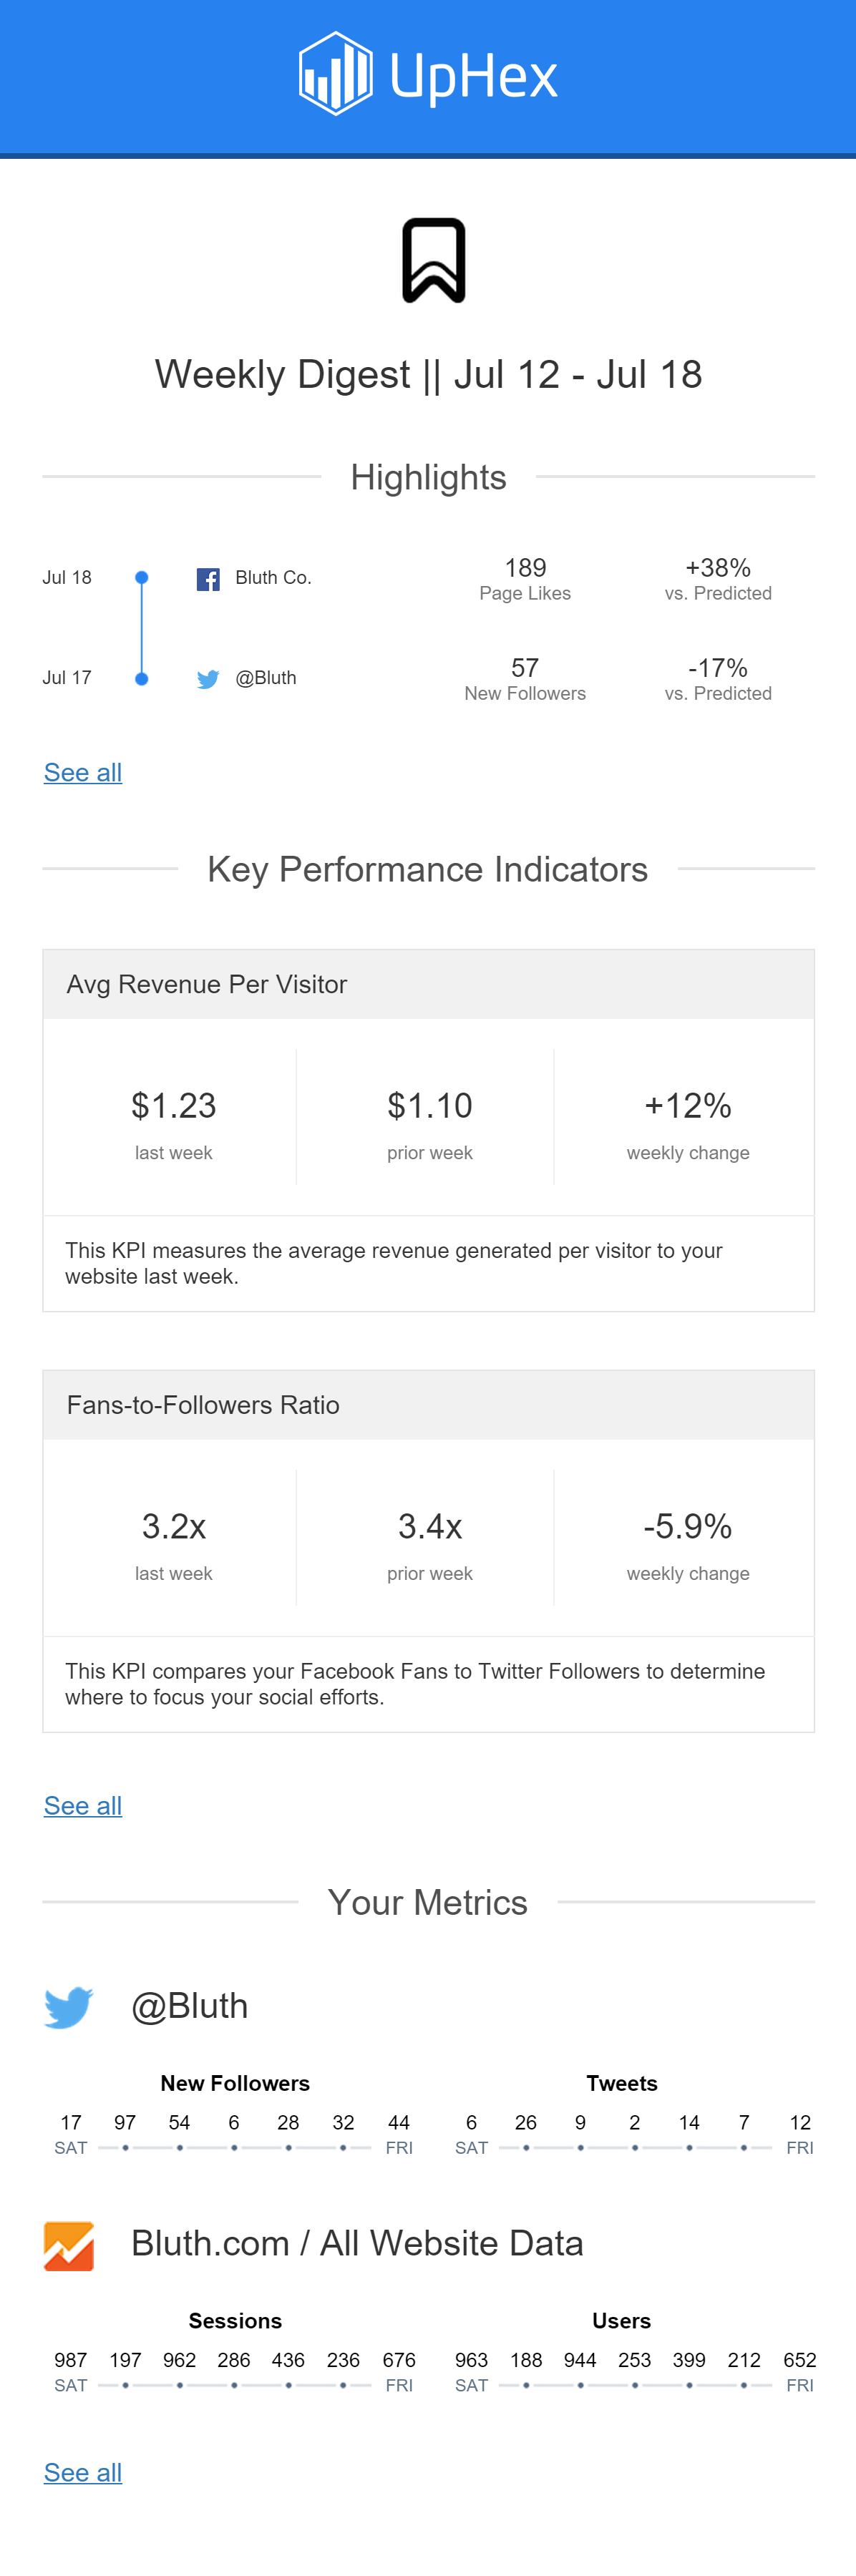 UpHex
Weekly Digest || Jul 12 - Jul 18
Highlights
Jul 18 Bluth Co. 189 +38%
Page Likes vs. Predicted
Jul 17 @Bluth 57 -17%
New Followers vs. Predicted
See all
Key Performance Indicators
Avg Revenue Per Visitor
$1.23 $1.10 +12%
last week prior week weekly change
This KPI measures the average revenue generated per visitor to your
website last week.
Fans-to-Followers Ratio
3.2x 3.4x -5.9%
last week prior week weekly change
This KPI compares your Facebook Fans to Twitter Followers to determine
where to focus your social efforts.
See all
Your Metrics
@Bluth
New Followers Tweets
17 97 54 6 28 32 44 6 26 9 2 14 7 12
SAT FRI SAT FRI
Bluth.com / All Website Data
Sessions Users
987 197 962 286 436 236 676 963 188 944 253 399 212 652
SAT FRI SAT FRI
See all